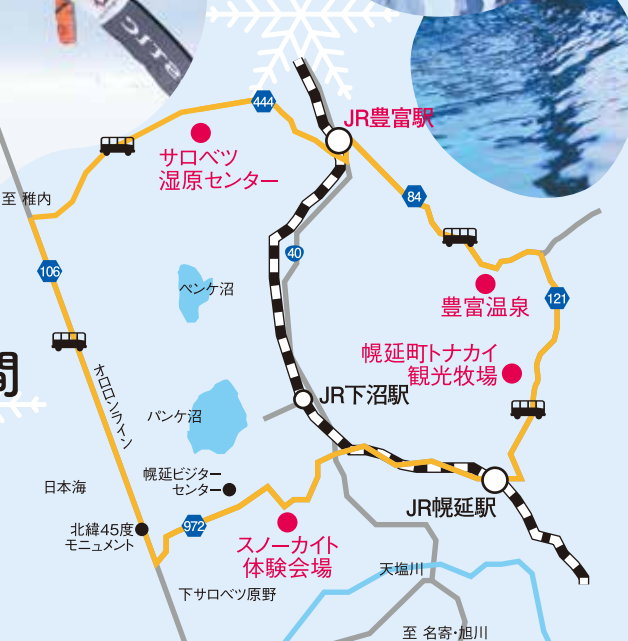 STIC
444
JR豊富駅
サロベツ
湿原センター
至 稚内
84
40
106
ペンケ沼
121
豊富温泉
幌延町トナカイ
観光牧場
間
オロロンライン
JR下沼駅
パンケ沼
幌延ビジター
センター
日本海
JR幌延駅
972
北緯45度
モニュメント
スノーカイト
体験会場
天塩川
下サロベツ原野
至 名寄・旭川